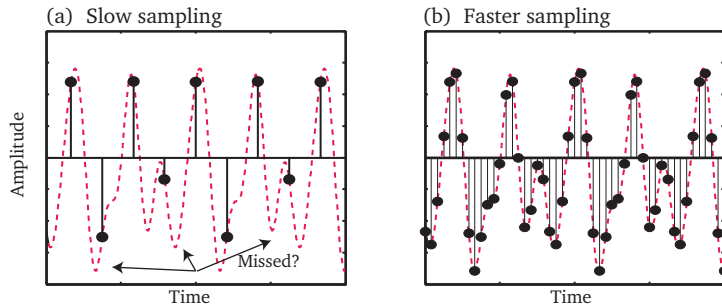 (a) Slow sampling
Amplitude
Missed?
Time
(b) Faster sampling
Time